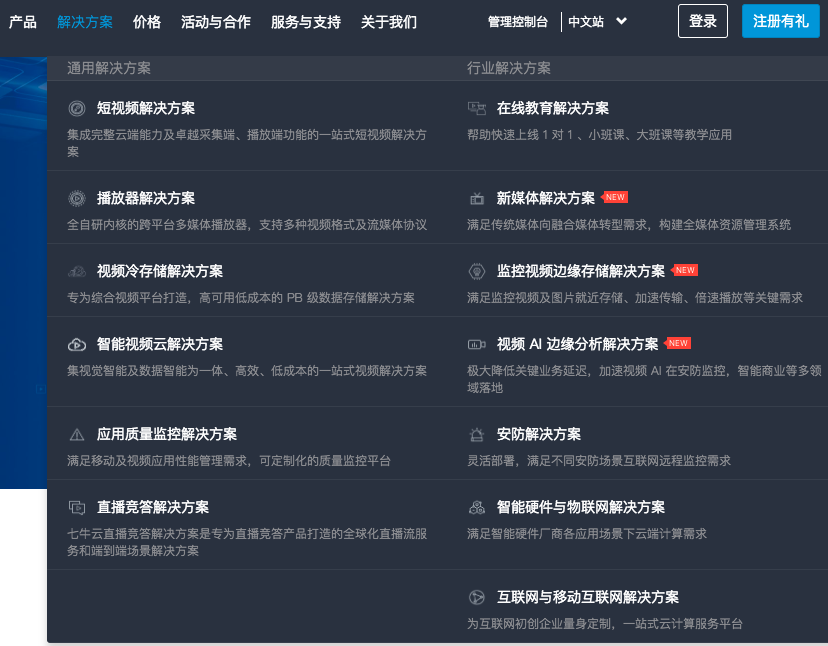 产品 解决方案 价格 活动与合作 服务与支持 关于我们 管理控制台 中文站 登录 注册有礼
通用解决方案
短视频解决方案
集成完整云端能力及卓越采集端、播放端功能的一站式短视频解决方
案
播放器解决方案
全自研内核的跨平台多媒体播放器，支持多种视频格式及流媒体协议
视频冷存储解决方案
专为综合视频平台打造，高可用低成本的 PB 级数据存储解决方案
智能视频云解决方案
集视觉智能及数据智能为一体、高效、低成本的一站式视频解决方案
应用质量监控解决方案
满足移动及视频应用性能管理需求，可定制化的质量监控平台
直播竞答解决方案
七牛云直播竞答解决方案是专为直播竞答产品打造的全球化直播流服
务和端到端场景解决方案
行业解决方案
在线教育解决方案
帮助快速上线 1 对 1 、小班课、大班课等教学应用
新媒体解决方案 NEW
满足传统媒体向融合媒体转型需求，构建全媒体资源管理系统
监控视频边缘存储解决方案 NEW
满足监控视频及图片就近存储、加速传输、倍速播放等关键需求
视频 AI 边缘分析解决方案 NEW
极大降低关键业务延迟，加速视频 AI 在安防监控，智能商业等多领
域落地
安防解决方案
灵活部署，满足不同安防场景互联网远程监控需求
智能硬件与物联网解决方案
满足智能硬件厂商各应用场景下云端计算需求
互联网与移动互联网解决方案
为互联网初创企业量身定制，一站式云计算服务平台